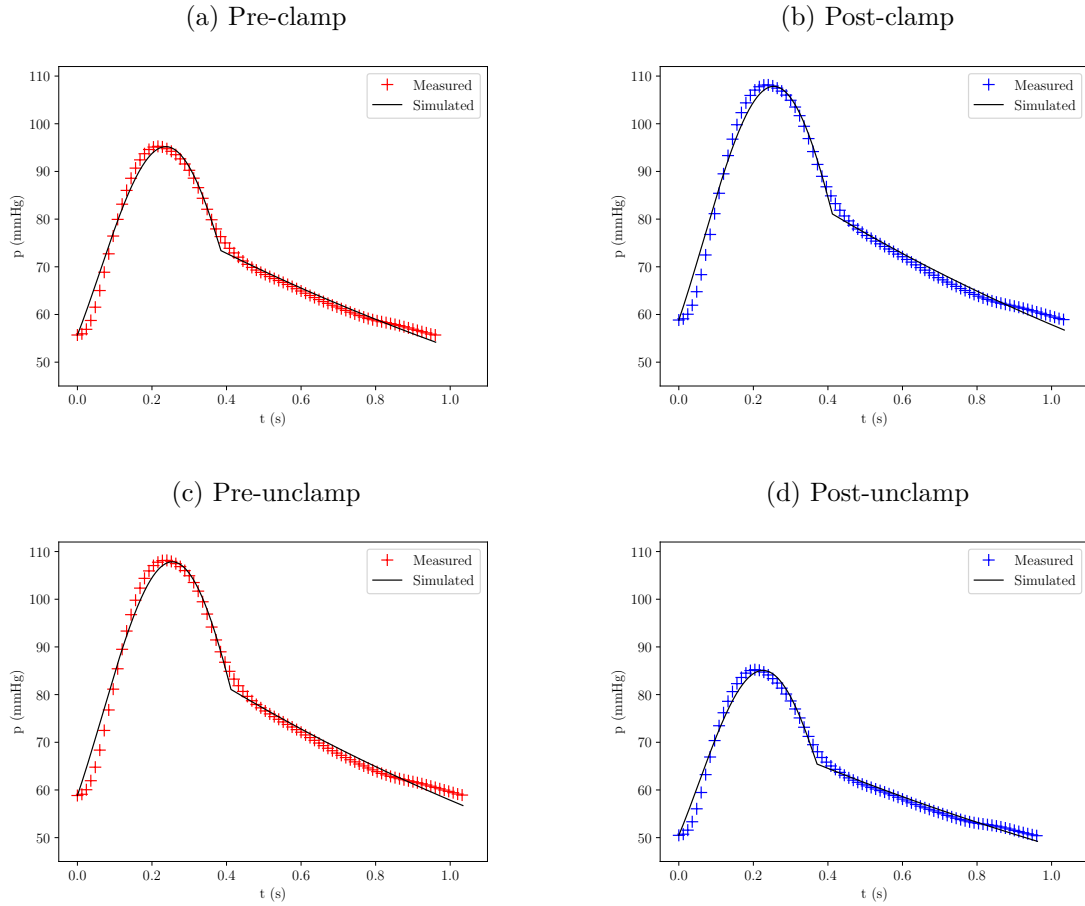 (a) Pre-clamp
110
100
90
80
70
60
50
p (mmHg)
0.0 0.2 0.4 0.6 0.8 1.0
t (s)
Measured
Simulated
(b) Post-clamp
110
100
90
80
70
60
50
p (mmHg)
0.0 0.2 0.4 0.6 0.8 1.0
t (s)
Measured
Simulated
(c) Pre-unclamp
110
100
90
80
70
60
50
p (mmHg)
0.0 0.2 0.4 0.6 0.8 1.0
t (s)
Measured
Simulated
(d) Post-unclamp
110
100
90
80
70
60
50
p (mmHg)
0.0 0.2 0.4 0.6 0.8 1.0
t (s)
Measured
Simulated